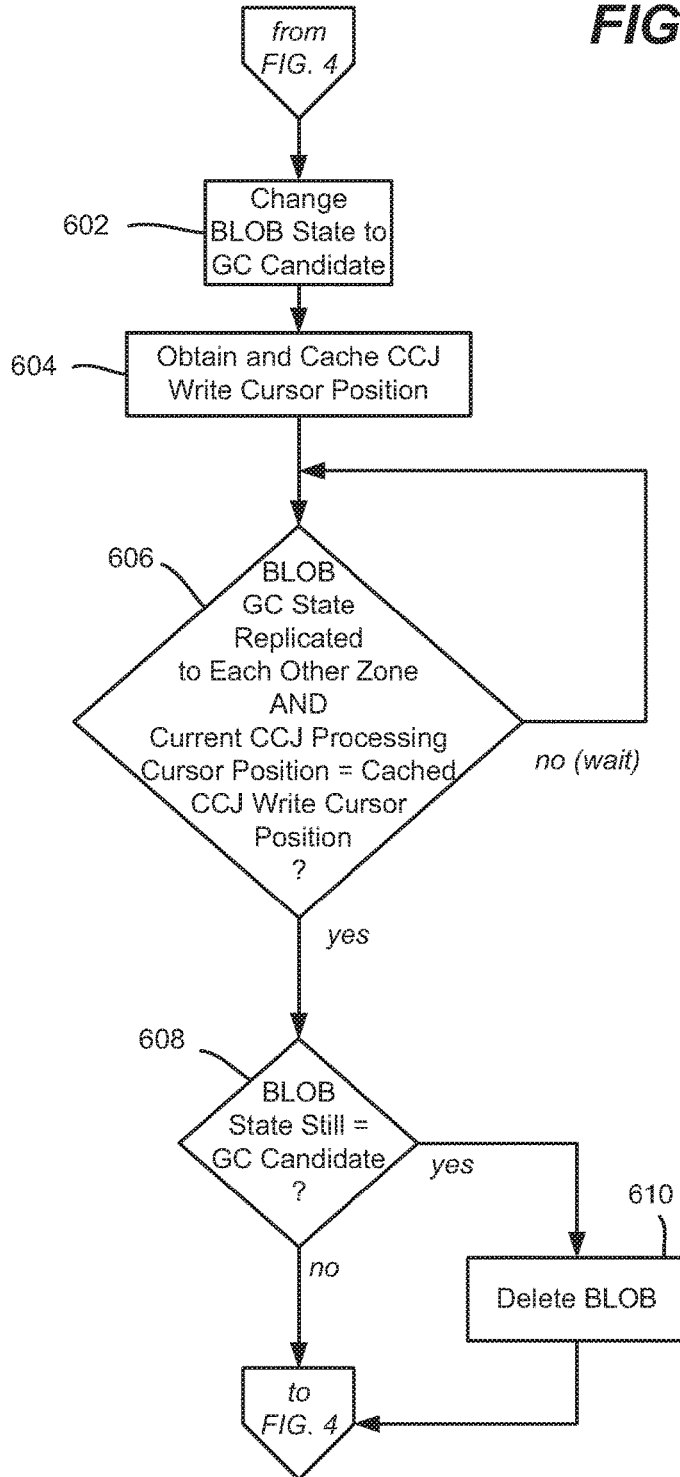 FIG
from
FIG. 4
602
Change
BLOB State to
GC Candidate
604
Obtain and Cache CCJ
Write Cursor Position
606
BLOB
GC State
Replicated
to Each Other Zone
AND
Current CCJ Processing
Cursor Position = Cached
CCJ Write Cursor
Position
?
no (wait)
yes
608
BLOB
State Still =
GC Candidate
?
yes
610
no
Delete BLOB
to
FIG. 4